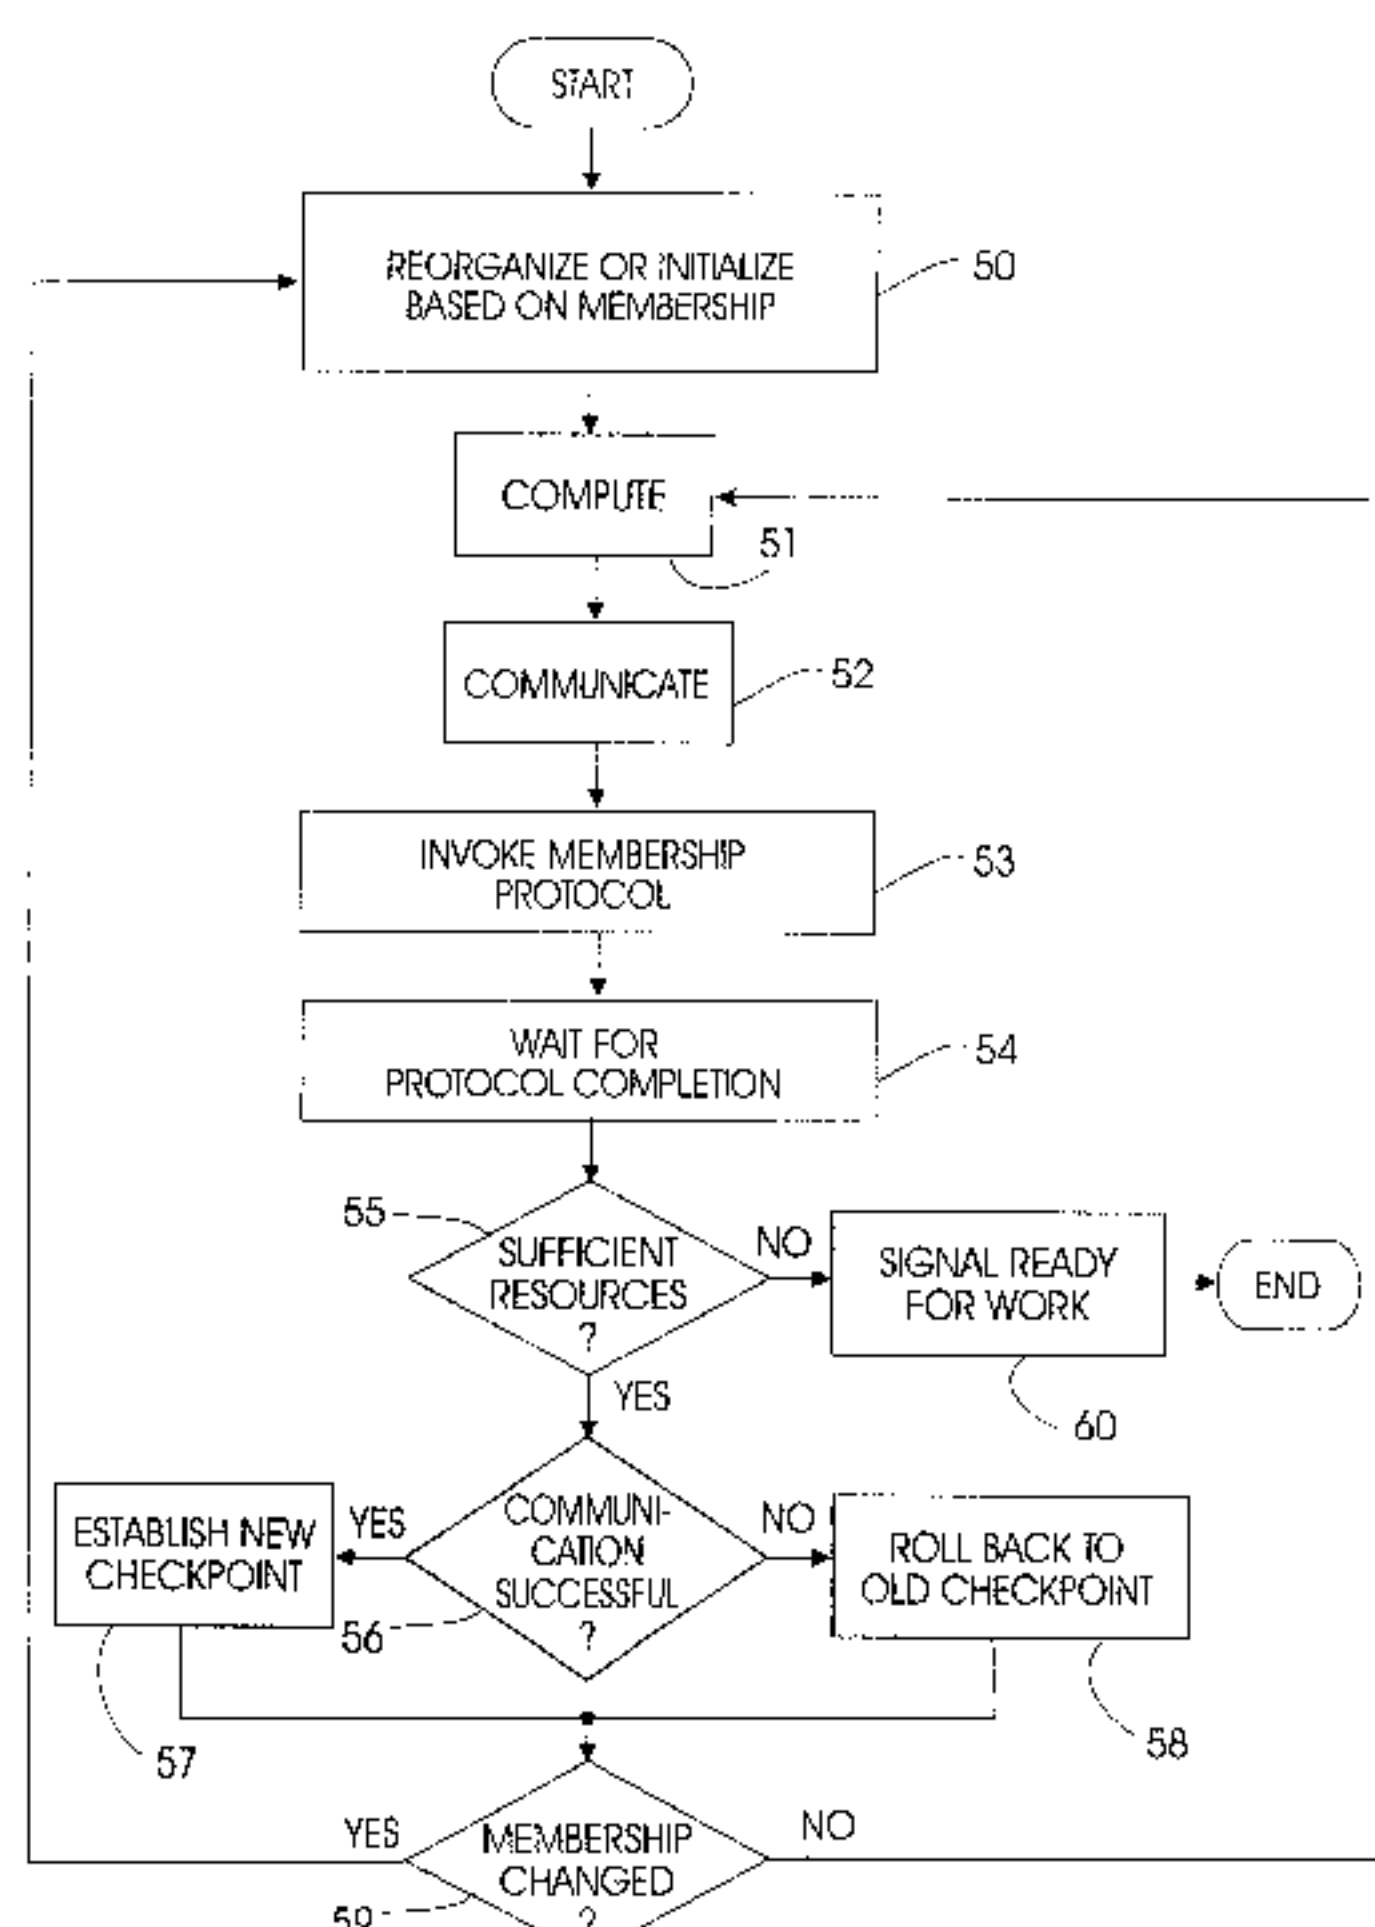 START
REORGANIZE OR INITIALIZE
BASED ON MEMBERSHIP
50
COMPUTE
51
COMMUNICATE
52
INVOKE MEMBERSHIP
PROTOCOL
53
WAIT FOR
PROTOCOL COMPLETION
54
55
SUFFICIENT
RESOURCES
?
NO
SIGNAL READY
FOR WORK
END
60
YES
COMMUNI-
CATION
SUCCESSFUL
?
56
YES
ESTABLISH NEW
CHECKPOINT
57
NO
ROLL BACK TO
OLD CHECKPOINT
58
YES
MEMBERSHIP
CHANGED
?
NO
59